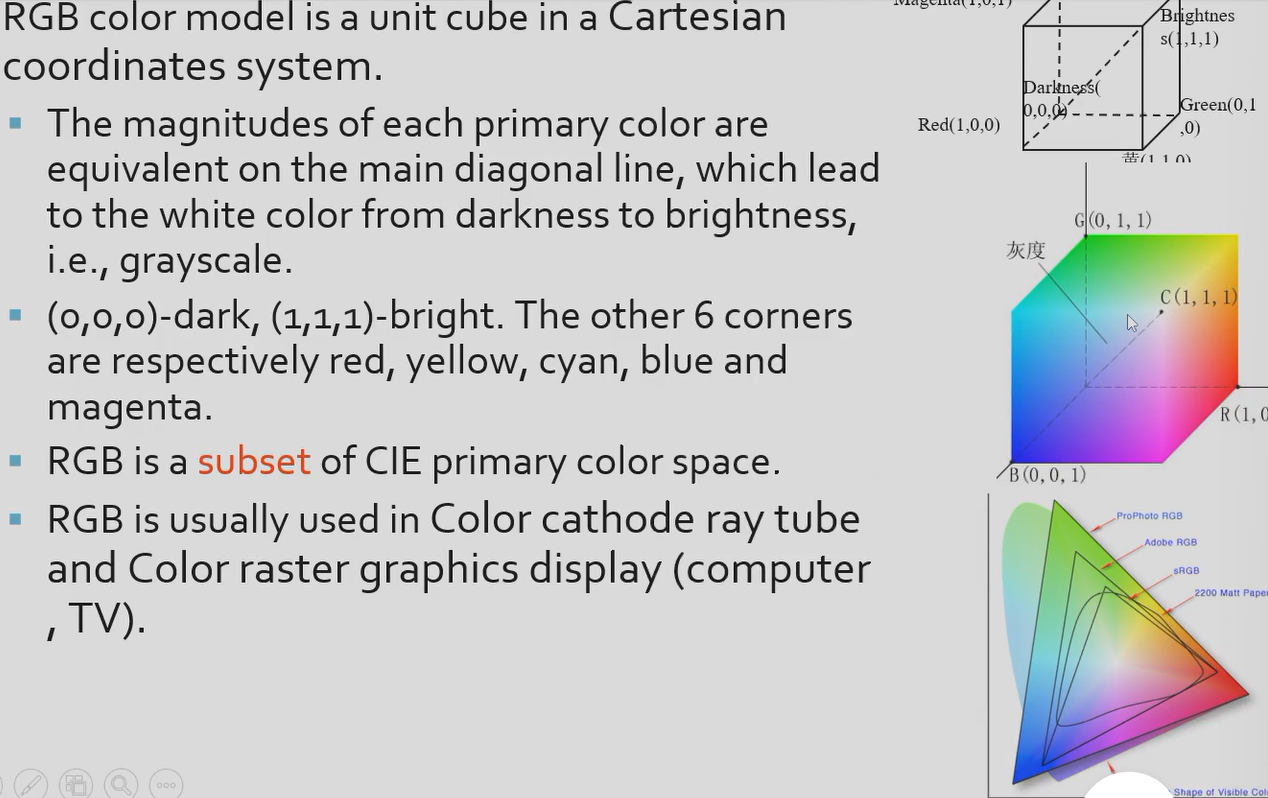 RGB color model is a unit cube in a Cartesian
coordinates system.
The magnitudes of each primary color are
equivalent on the main diagonal line, which lead
to the white color from darkness to brightness,
i.e., grayscale.
(0,0,0)-dark, (1,1,1)-bright. The other 6 corners
are respectively red, yellow, cyan, blue and
magenta.
RGB is a subset of CIE primary color space.
RGB is usually used in Color cathode ray tube
and Color raster graphics display (computer
, TV).
Magenta(1,0,1)
Brightnes
s(1,1,1)
Darkness(
0,0,0)
Green(0,1
,0)
Red(1,0,0)
黄(1,1,0)
G(0,1,1)
灰度
C(1,1,1)
R(1,0
B(0,0,1)
ProPhoto RGB
Adobe RGB
sRGB
2200 Matt Paper
Shape of Visible Col